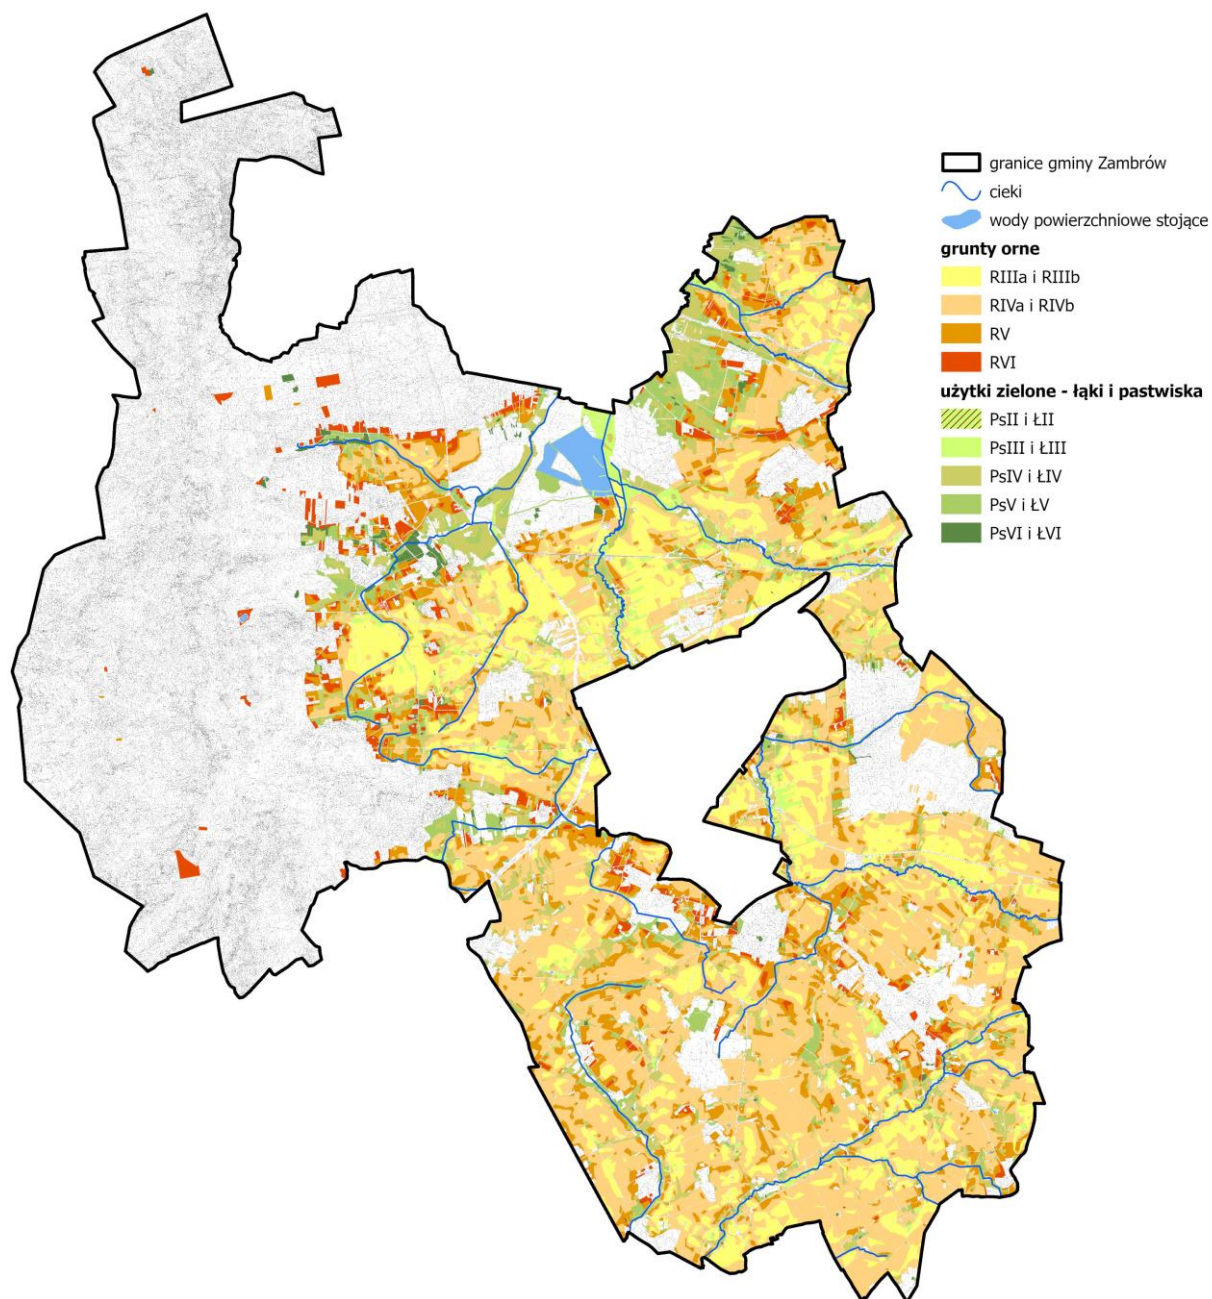 granice gminy Zambrów
cieki
wody powierzchniowe stojące
grunty orne
RIIIa i RIIIb
RIVa i RIVb
RV
RVI
użytki zielone - łąki i pastwiska
PsII i ŁII
PsIII i ŁIII
PsIV i ŁIV
PsV i ŁV
PsVI i ŁVI